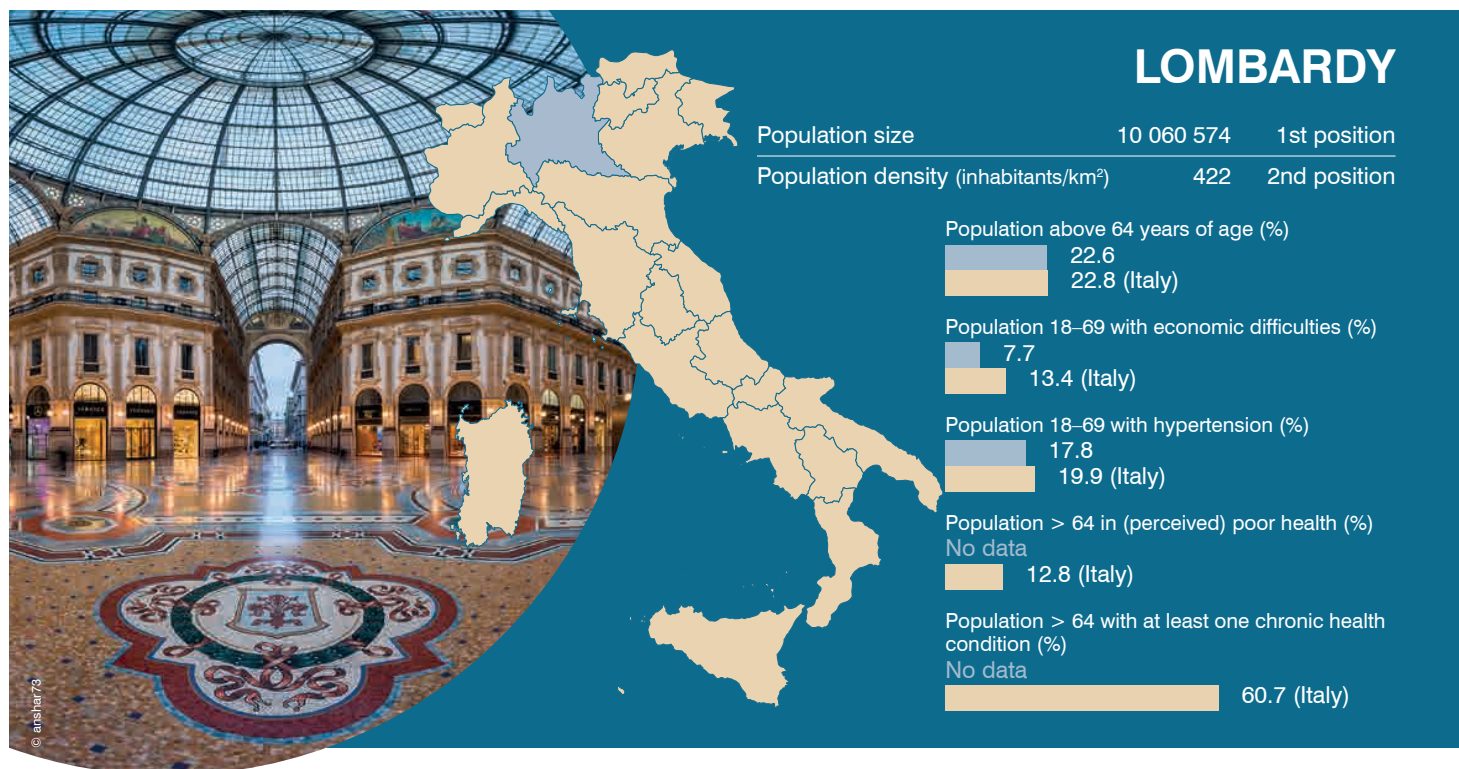 LOMBARDY
Population size 10 060 574 1st position
Population density (inhabitants/km²) 422 2nd position
Population above 64 years of age (%)
22.6
22.8 (Italy)
Population 18–69 with economic difficulties (%)
7.7
13.4 (Italy)
Population 18–69 with hypertension (%)
17.8
19.9 (Italy)
Population > 64 in (perceived) poor health (%)
No data
12.8 (Italy)
Population > 64 with at least one chronic health
condition (%)
No data
60.7 (Italy)
© anshar73